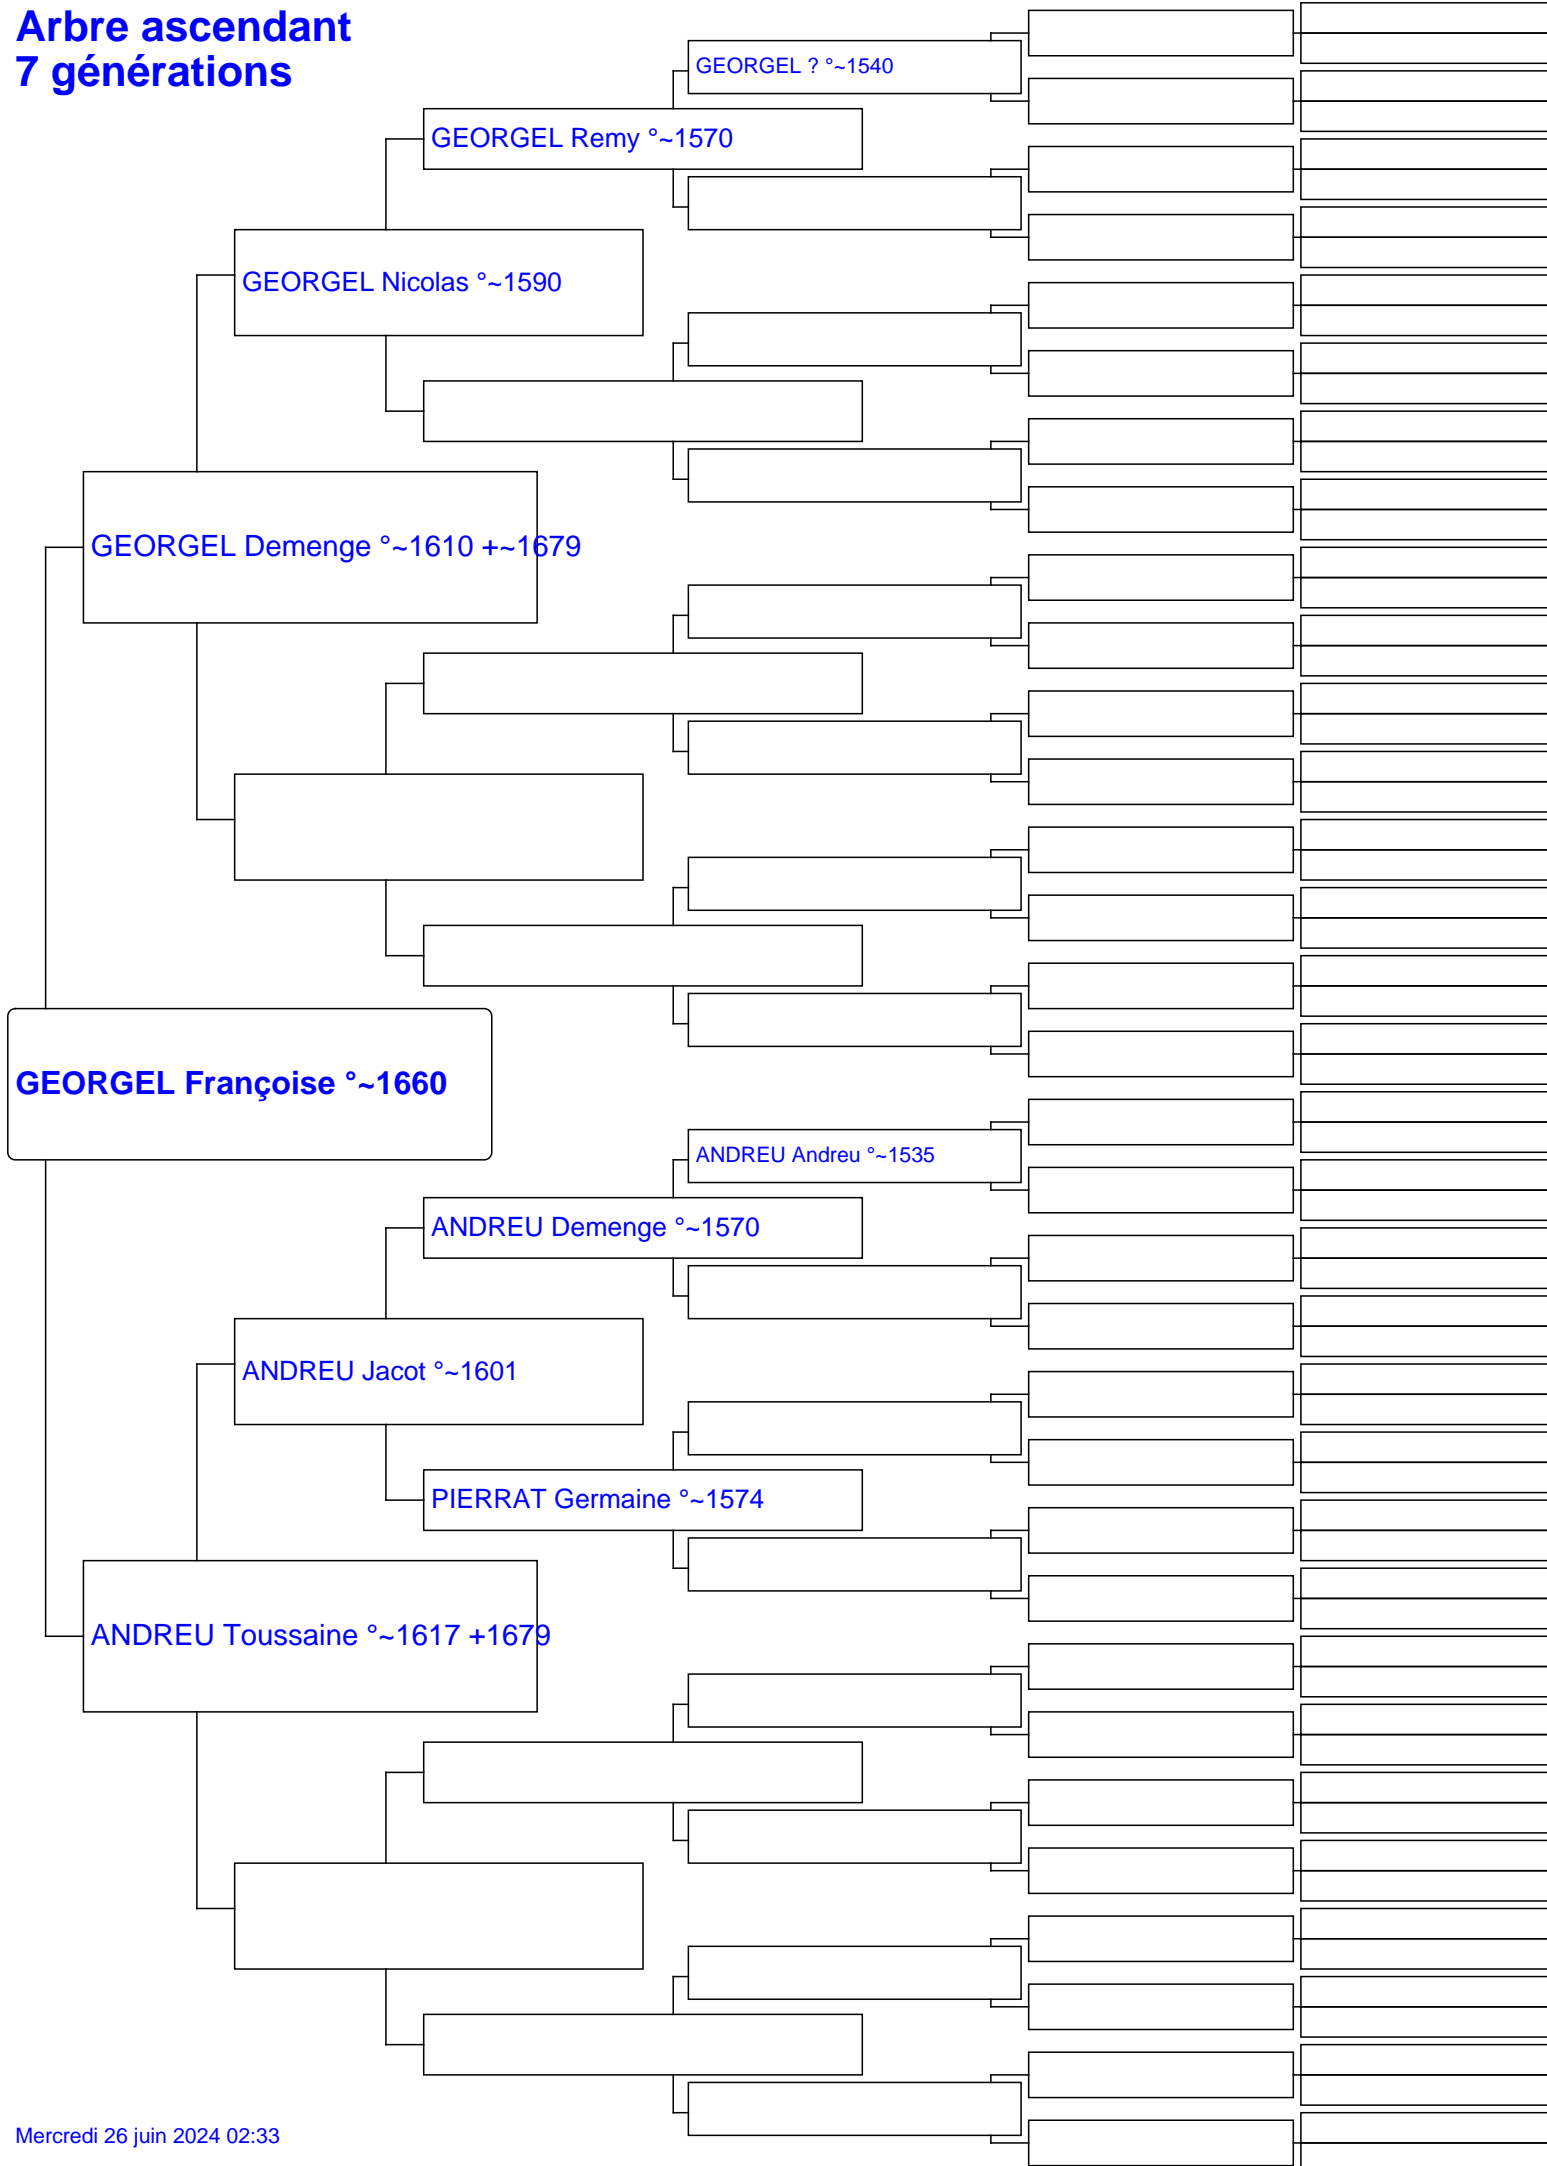 Arbre ascendant
7 générations
GEORGEL ? °~1540
GEORGEL Remy °~1570
GEORGEL Nicolas °~1590
GEORGEL Demenge °~1610 +~1679
GEORGEL Françoise °~1660
ANDREU Andreu °~1535
ANDREU Demenge °~1570
ANDREU Jacot °~1601
PIERRAT Germaine °~1574
ANDREU Toussaine °~1617 +1679
Mercredi 26 juin 2024 02:33